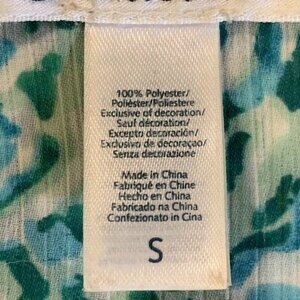 100% Polyester/
Poliéster/Poliestere
Exclusive of decoration/
Sauf décoration/
Excepto decoración/
Exclusivo de decoraçao/
Senza decorazione
Made in China
Fabriqué en Chine
Hecho en China
Fabricado na China
Confezionato in Cina
S